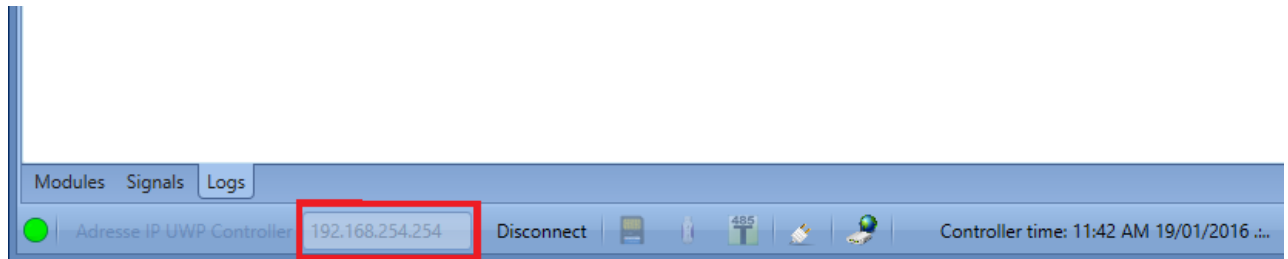 Modules Signals Logs
Adresse IP UWP Controller 192.168.254.254 Disconnect 485 Controller time: 11:42 AM 19/01/2016